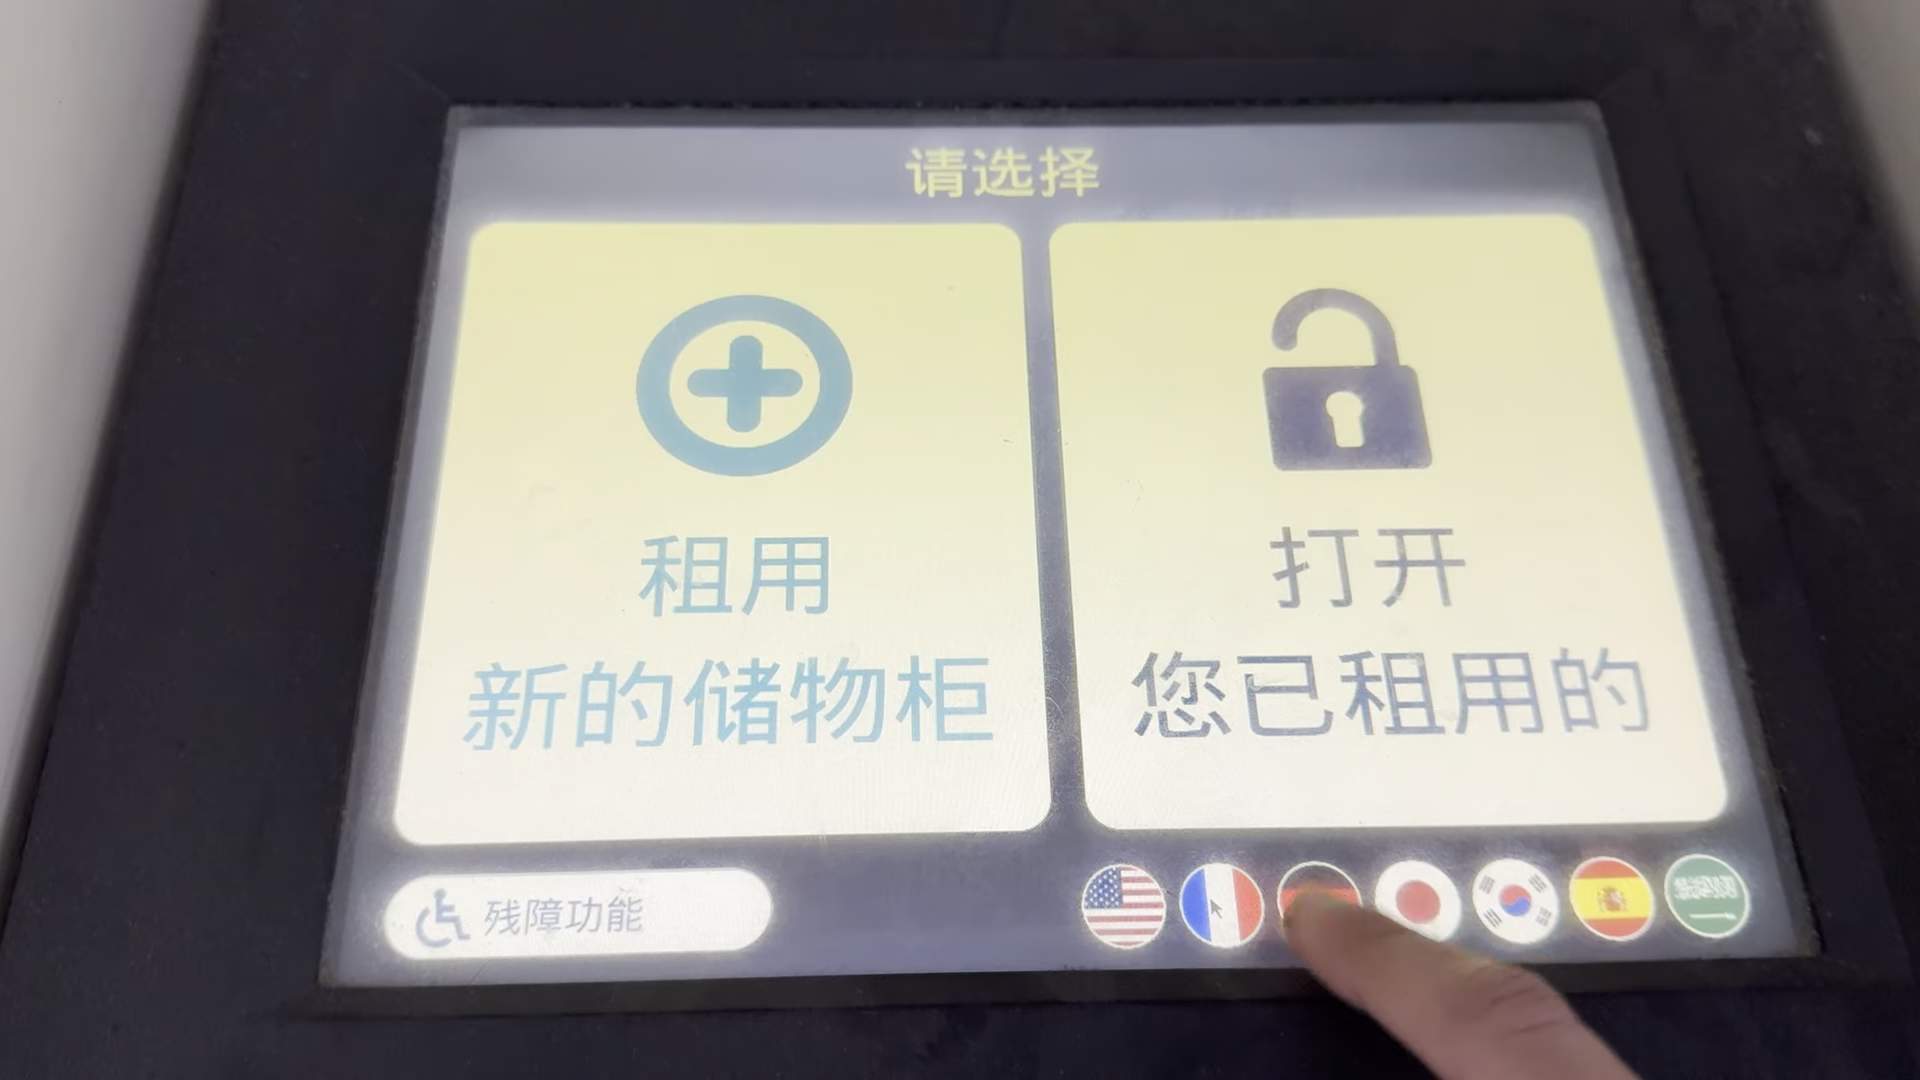 请选择
租用
新的储物柜
打开
您已租用的
残障功能